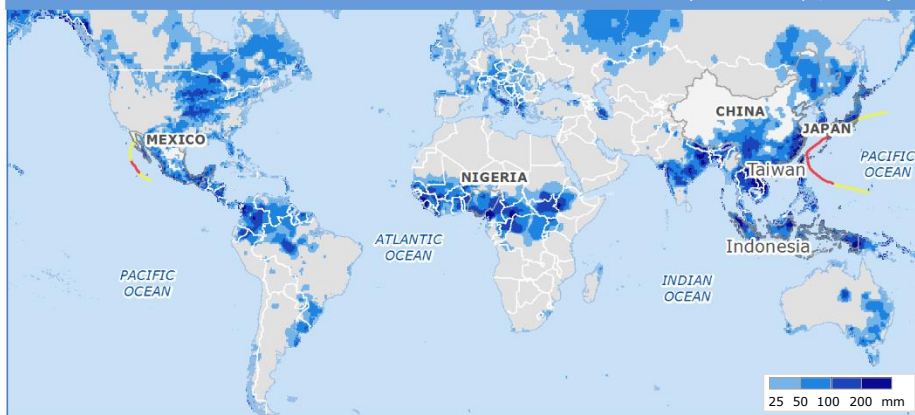 CHINA
MEXICO
JAPAN
Taiwan
PACIFIC
OCEAN
NIGERIA
ATLANTIC
OCEAN
Indonesia
PACIFIC
OCEAN
INDIAN
OCEAN
25 50 100 200 mm